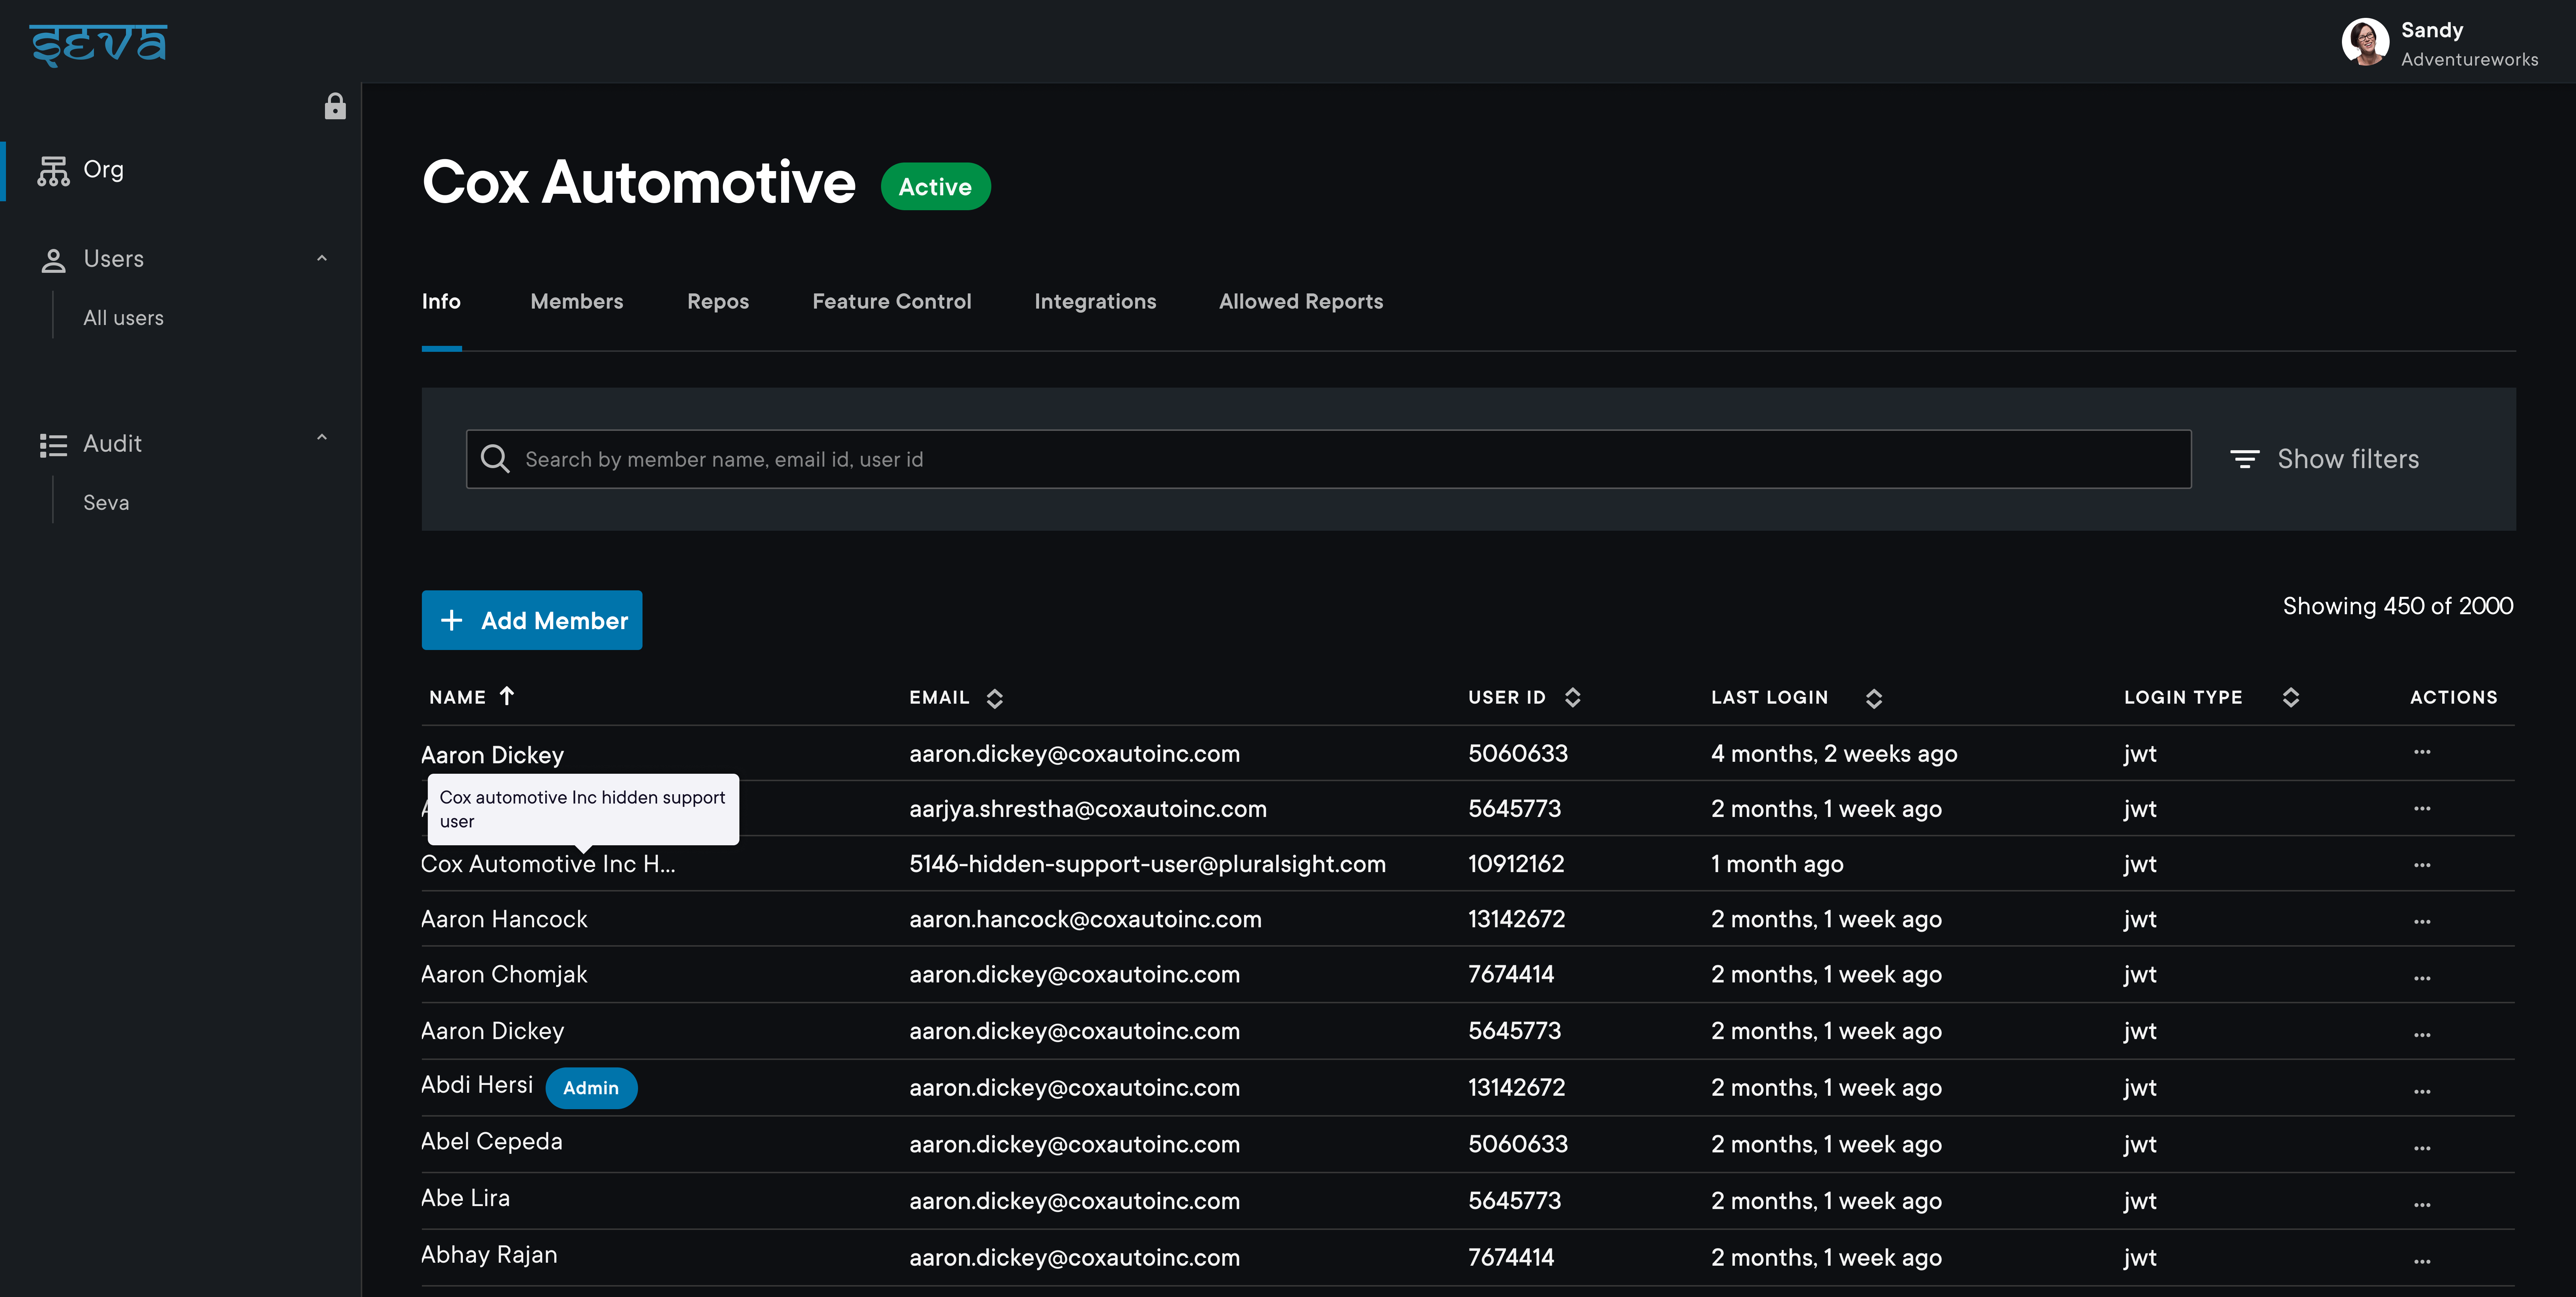 seva
Sandy
Adventureworks
Org
Users
All users
Audit
Seva
Cox Automotive Active
Info Members Repos Feature Control Integrations Allowed Reports
Search by member name, email id, user id
Show filters
Add Member
Showing 450 of 2000
NAME EMAIL USER ID LAST LOGIN LOGIN TYPE ACTIONS
Aaron Dickey aaron.dickey@coxautoinc.com 5060633 4 months, 2 weeks ago jwt ...
Cox automotive Inc hidden support
user
aarjya.shrestha@coxautoinc.com 5645773 2 months, 1 week ago jwt ...
Cox Automotive Inc H... 5146-hidden-support-user@pluralsight.com 10912162 1 month ago jwt ...
Aaron Hancock aaron.hancock@coxautoinc.com 13142672 2 months, 1 week ago jwt ...
Aaron Chomjak aaron.dickey@coxautoinc.com 7674414 2 months, 1 week ago jwt ...
Aaron Dickey aaron.dickey@coxautoinc.com 5645773 2 months, 1 week ago jwt ...
Abdi Hersi Admin aaron.dickey@coxautoinc.com 13142672 2 months, 1 week ago jwt ...
Abel Cepeda aaron.dickey@coxautoinc.com 5060633 2 months, 1 week ago jwt ...
Abe Lira aaron.dickey@coxautoinc.com 5645773 2 months, 1 week ago jwt ...
Abhay Rajan aaron.dickey@coxautoinc.com 7674414 2 months, 1 week ago jwt ...